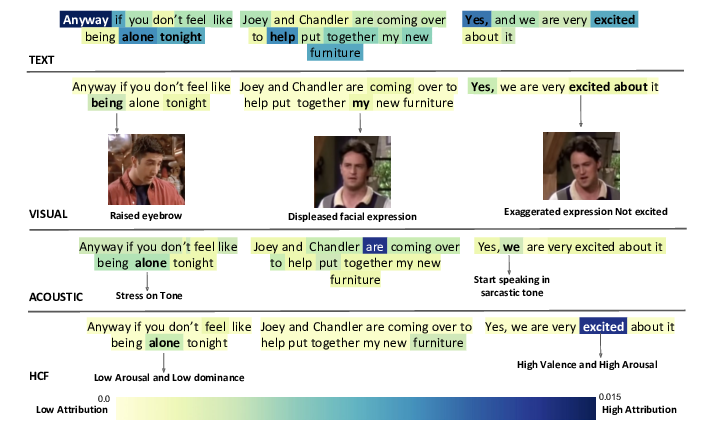 Anyway if you don't feel like
being alone tonight
Joey and Chandler are coming over
to help put together my new
furniture
Yes, and we are very excited
about it
TEXT
Anyway if you don't feel like
being alone tonight
Joey and Chandler are coming over to
help put together my new furniture
Yes, we are very excited about it
Raised eyebrow
Displeased facial expression
Exaggerated expression Not excited
VISUAL
Anyway if you don't feel like
being alone tonight
Joey and Chandler are coming over
to help put together my new
furniture
Yes, we are very excited about it
Stress on Tone
Start speaking in
sarcastic tone
ACOUSTIC
Anyway if you don't feel like
being alone tonight
Joey and Chandler are coming over to
help put together my new furniture
Yes, we are very excited about it
Low Arousal and Low dominance
High Valence and High Arousal
HCF
0.0
0.015
Low Attribution
High Attribution